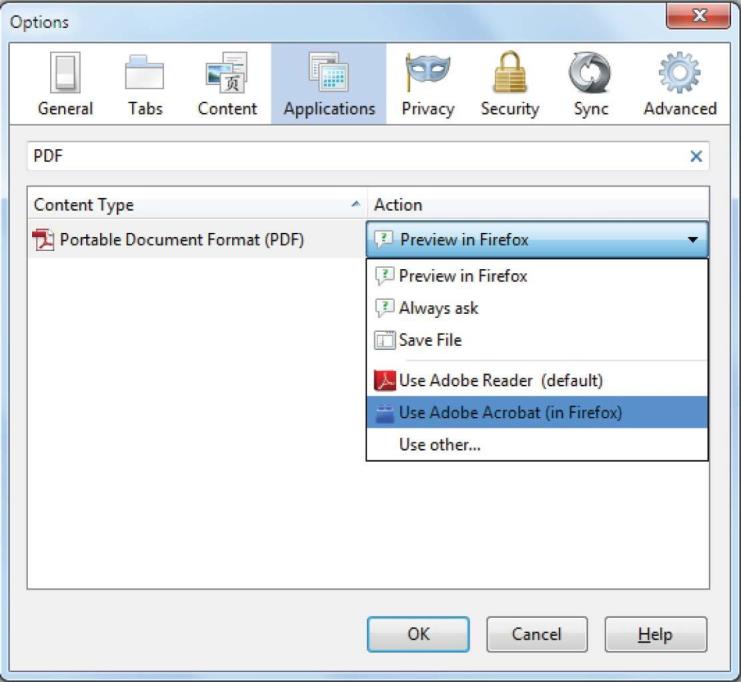 Options
页
General Tabs Content Applications Privacy Security Sync Advanced
PDF
Content Type Action
Portable Document Format (PDF) Preview in Firefox
Preview in Firefox
Always ask
Save File
Use Adobe Reader (default)
Use Adobe Acrobat (in Firefox)
Use other...
OK Cancel Help